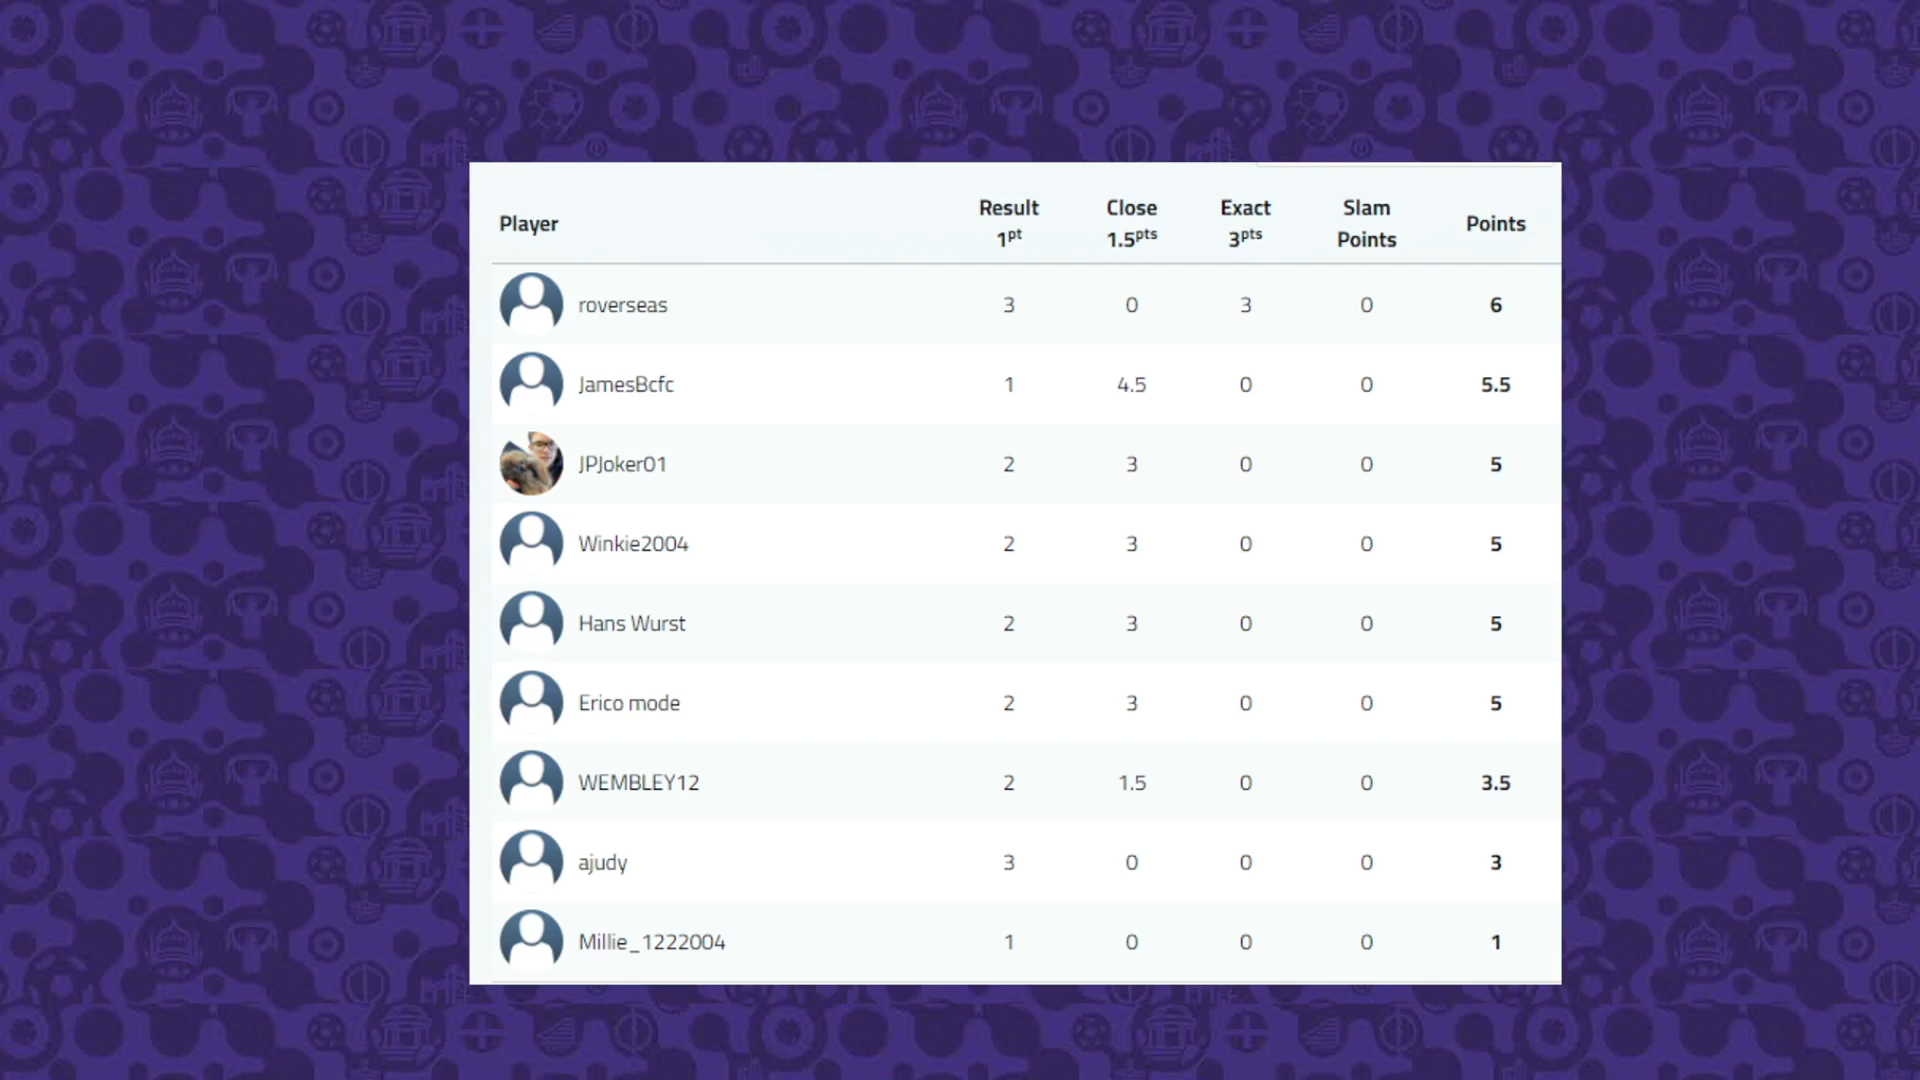 Player Result 1pt Close 1.5pts Exact 3pts Slam Points Points
roverseas 3 0 3 0 6
JamesBcfc 1 4.5 0 0 5.5
JPJoker01 2 3 0 0 5
Winkie2004 2 3 0 0 5
Hans Wurst 2 3 0 0 5
Erico mode 2 3 0 0 5
WEMBLEY12 2 1.5 0 0 3.5
ajudy 3 0 0 0 3
Millie_1222004 1 0 0 0 1